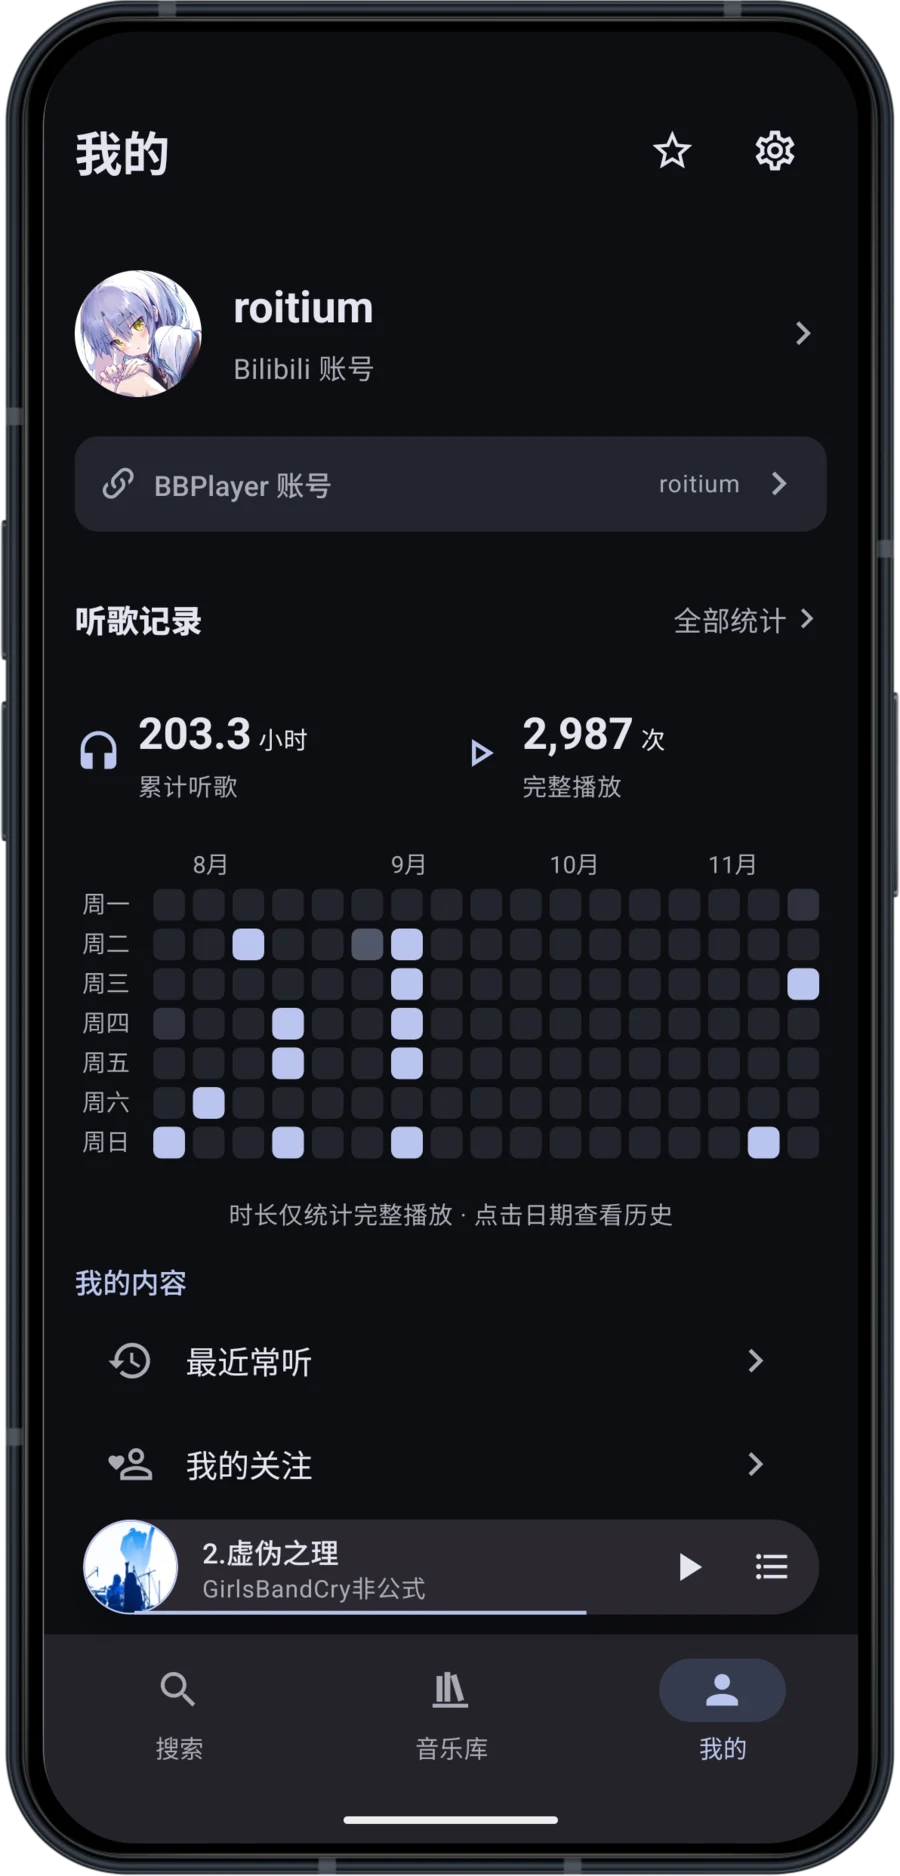 我的
roitium
Bilibili 账号
BBPlayer 账号 roitium
听歌记录 全部统计
203.3 小时 2,987 次
累计听歌 完整播放
8月 9月 10月 11月
周一
周二
周三
周四
周五
周六
周日
时长仅统计完整播放 · 点击日期查看历史
我的内容
最近常听
我的关注
2.虚伪之理
GirlsBandCry非公式
搜索 音乐库 我的